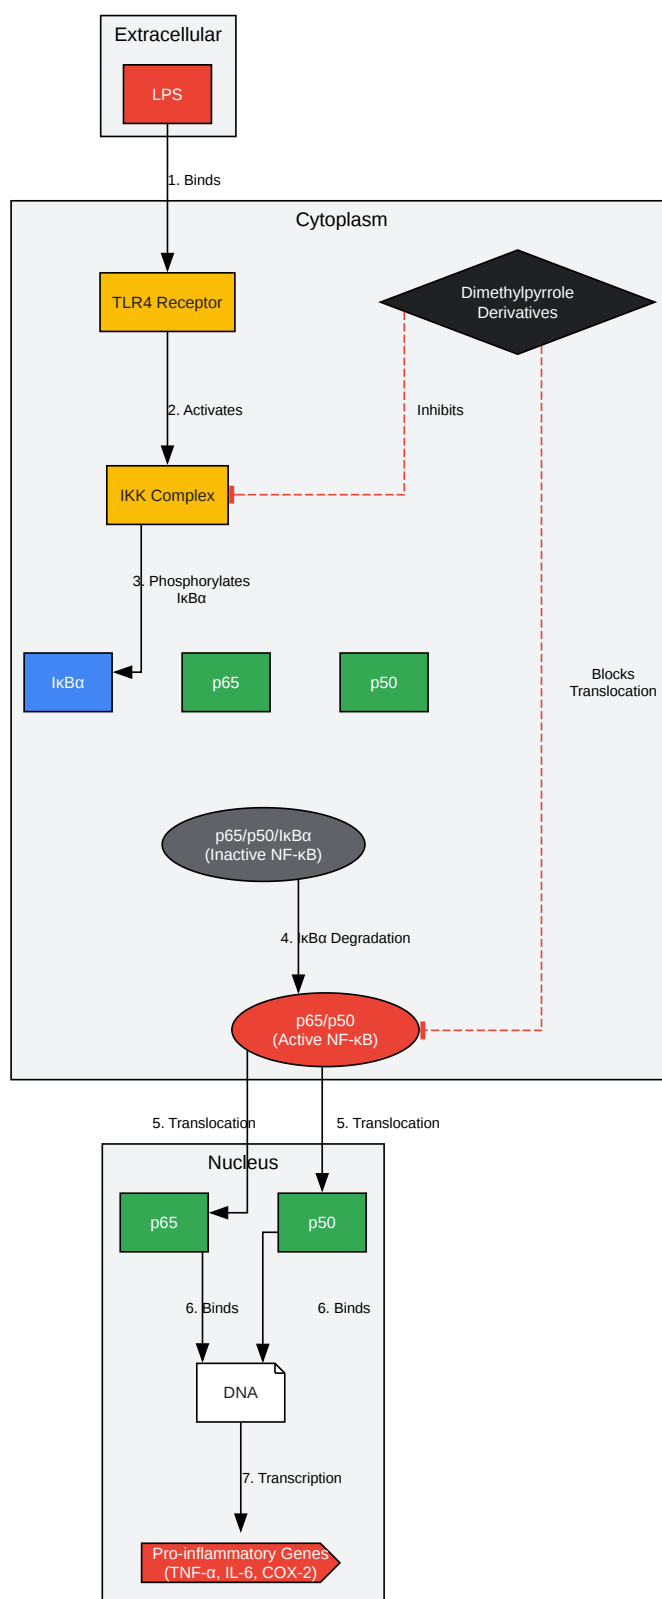 Extracellular
LPS
1. Binds
Cytoplasm
TLR4 Receptor
Dimethylpyrrole
Derivatives
2. Activates
Inhibits
IKK Complex
3. Phosphorylates
IκBα
IκBα
p65
p50
Blocks
Translocation
p65/p50/IκBα
(Inactive NF-κB)
4. IκBα Degradation
p65/p50
(Active NF-κB)
5. Translocation
5. Translocation
Nucleus
p65
p50
6. Binds
6. Binds
DNA
7. Transcription
Pro-inflammatory Genes
(TNF-α, IL-6, COX-2)